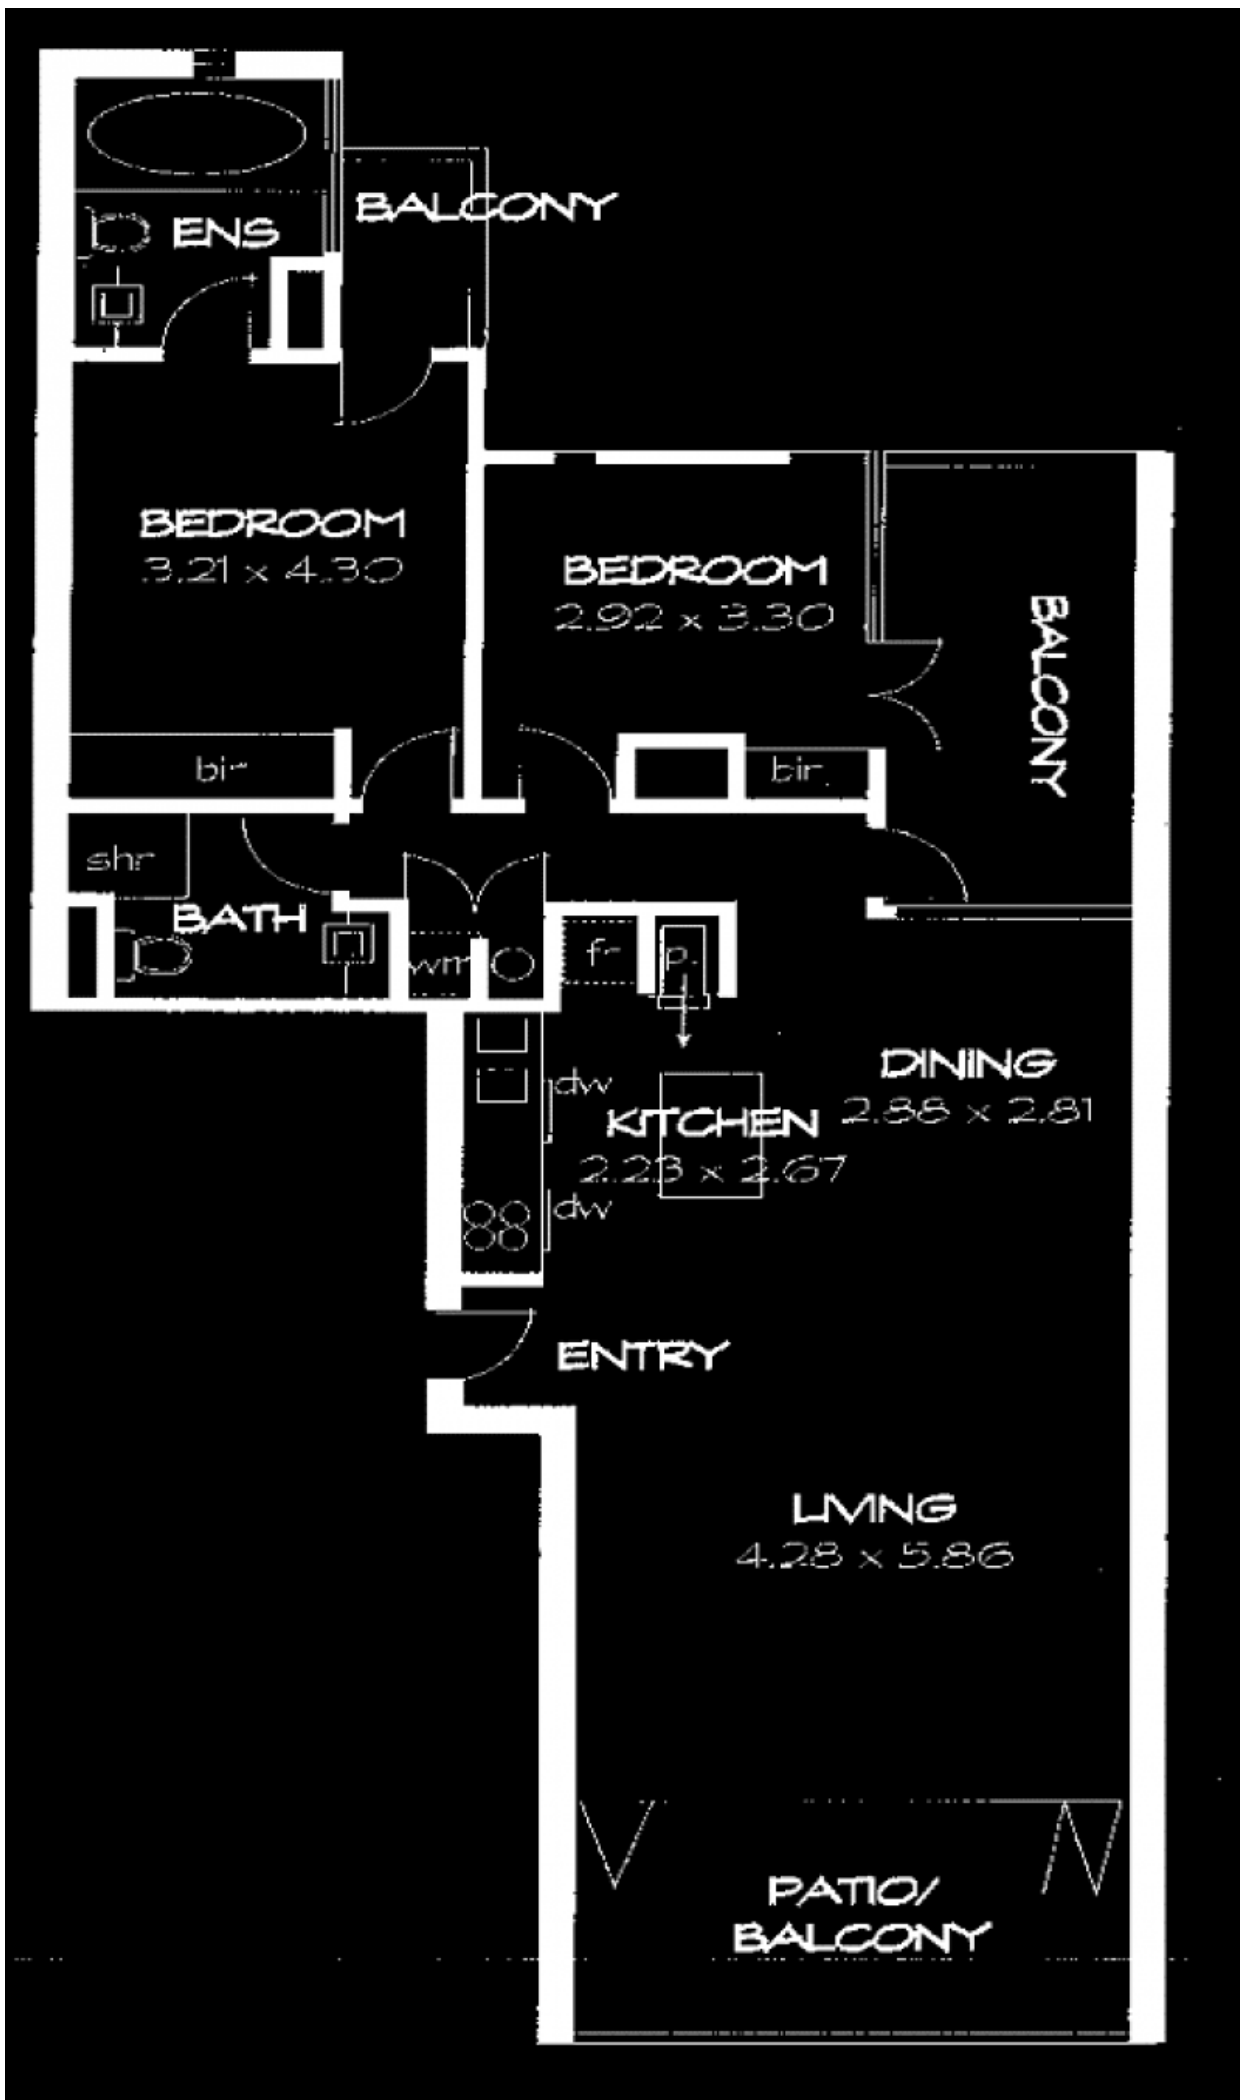 BALCONY
ENS
BEDROOM
3.21 x 4.30
BEDROOM
2.92 x 3.30
BALCONY
bir
bir
shr
BATH
wm
fr
p.
DINING
2.88 x 2.81
dw
KITCHEN
2.23 x 2.67
dw
ENTRY
LIVING
4.28 x 5.86
PATIO/
BALCONY